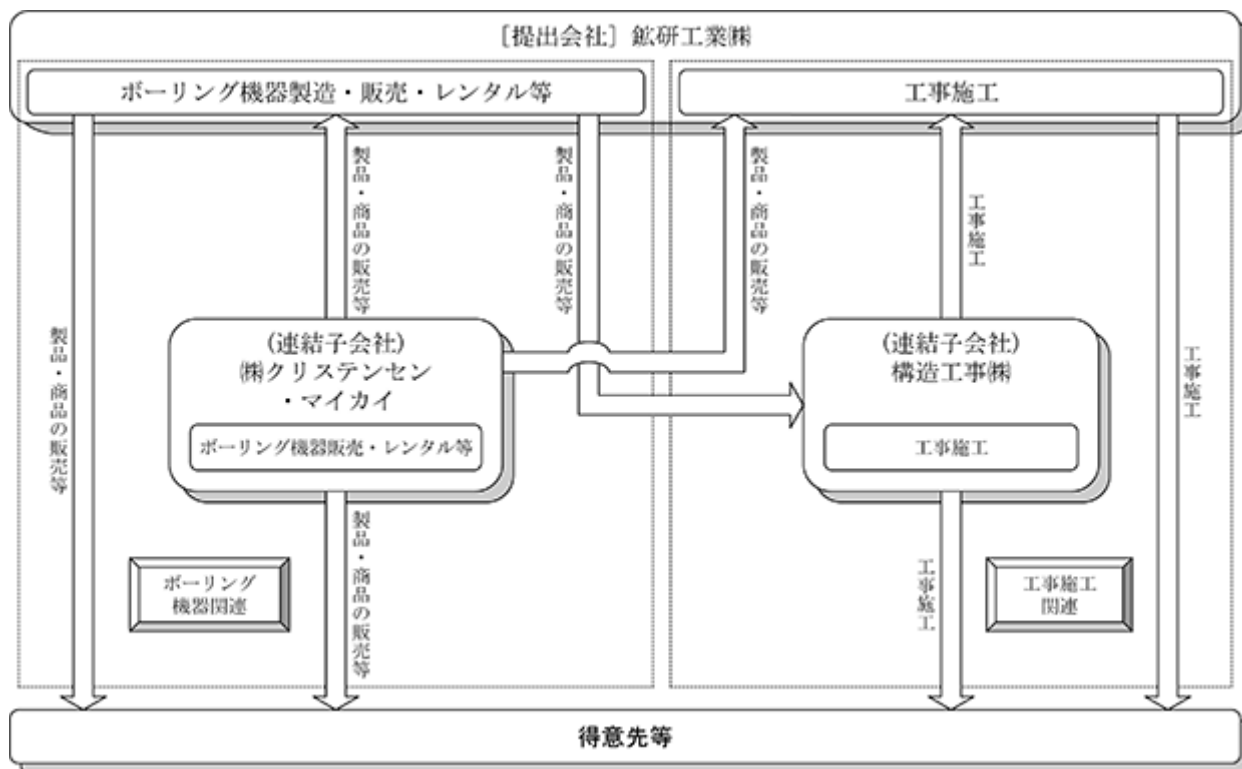 ［提出会社］鉱研工業㈱
ボーリング機器製造・販売・レンタル等
工事施工
製品・商品の販売等
製品・商品の販売等
製品・商品の販売等
製品・商品の販売等
工事施工
工事施工
(連結子会社)
㈱クリステンセン
・マイカイ
ボーリング機器販売・レンタル等
(連結子会社)
構造工事㈱
工事施工
製品・商品の販売等
工事施工
ボーリング
機器関連
工事施工
関連
得意先等